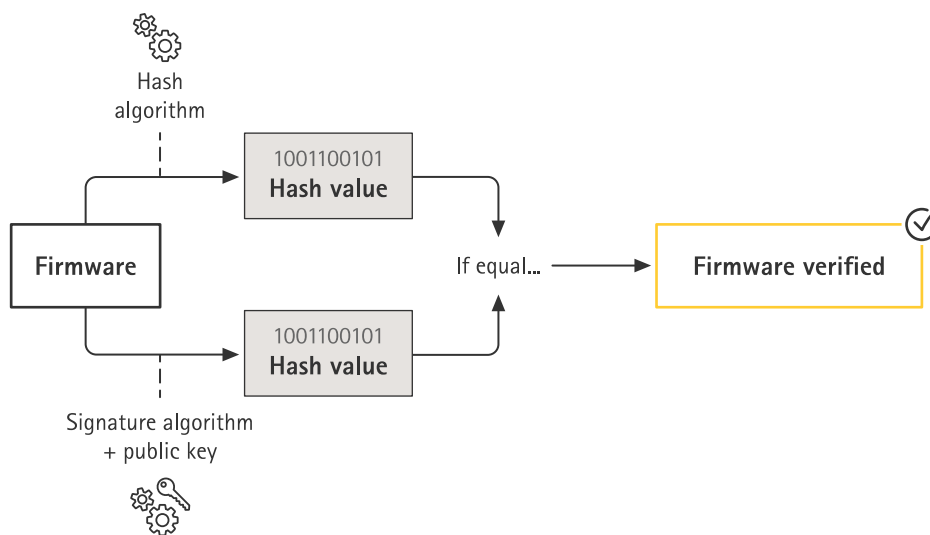 Hash
algorithm
1001100101
Hash value
Firmware
If equal...
Firmware verified
1001100101
Hash value
Signature algorithm
+ public key